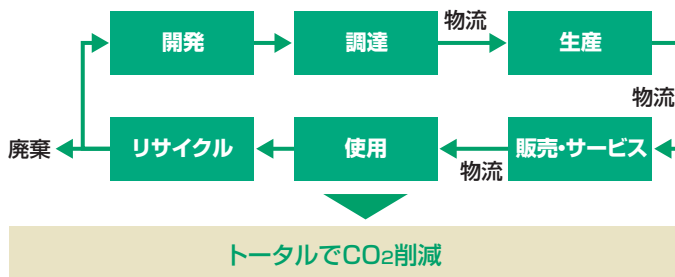 開発
調達
物流
生産
物流
廃棄
リサイクル
使用
物流
販売・サービス
トータルでCO2削減